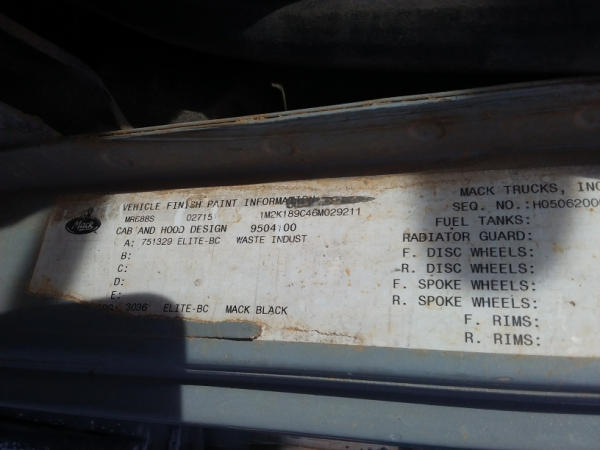 Mack
VEHICLE FINISH PAINT INFORMATION
MR688S 02715 1M2K189C46M029211
CAB AND HOOD DESIGN 9504 00
A: 751329 ELITE-BC WASTE INDUST
B:
C:
D:
E:
3036 ELITE-BC MACK BLACK
MACK TRUCKS, INC
SEQ. NO.: H0506200
FUEL TANKS:
RADIATOR GUARD:
F. DISC WHEELS:
R. DISC WHEELS:
F. SPOKE WHEELS:
R. SPOKE WHEELS:
F. RIMS:
R. RIMS: